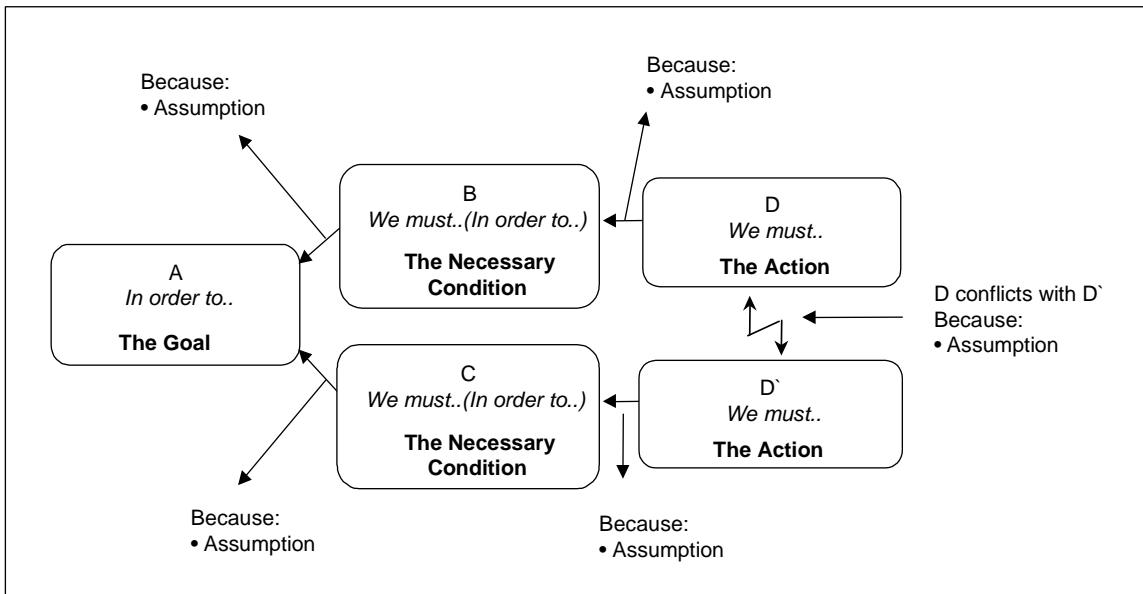 Because:
• Assumption
Because:
• Assumption
B
We must..(In order to..)
The Necessary
Condition
D
We must..
The Action
A
In order to..
The Goal
D conflicts with D`
Because:
• Assumption
C
We must..(In order to..)
The Necessary
Condition
D`
We must..
The Action
Because:
• Assumption
Because:
• Assumption